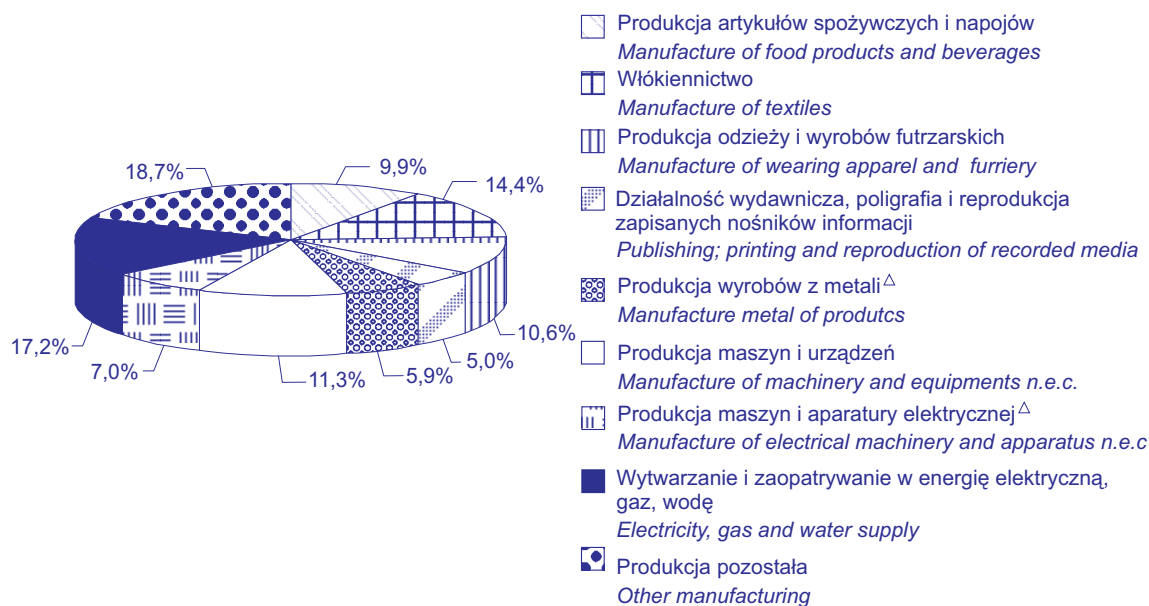 18,7%
9,9%
14,4%
10,6%
5,0%
5,9%
11,3%
7,0%
17,2%
Produkcja artykułów spożywczych i napojów
Manufacture of food products and beverages
Włókiennictwo
Manufacture of textiles
Produkcja odzieży i wyrobów futrzarskich
Manufacture of wearing apparel and furriery
Działalność wydawnicza, poligrafia i reprodukcja
zapisanych nośników informacji
Publishing; printing and reproduction of recorded media
Produkcja wyrobów z metali△
Manufacture metal of produtcs
Produkcja maszyn i urządzeń
Manufacture of machinery and equipments n.e.c.
Produkcja maszyn i aparatury elektrycznej△
Manufacture of electrical machinery and apparatus n.e.c
Wytwarzanie i zaopatrywanie w energię elektryczną,
gaz, wodę
Electricity, gas and water supply
Produkcja pozostała
Other manufacturing